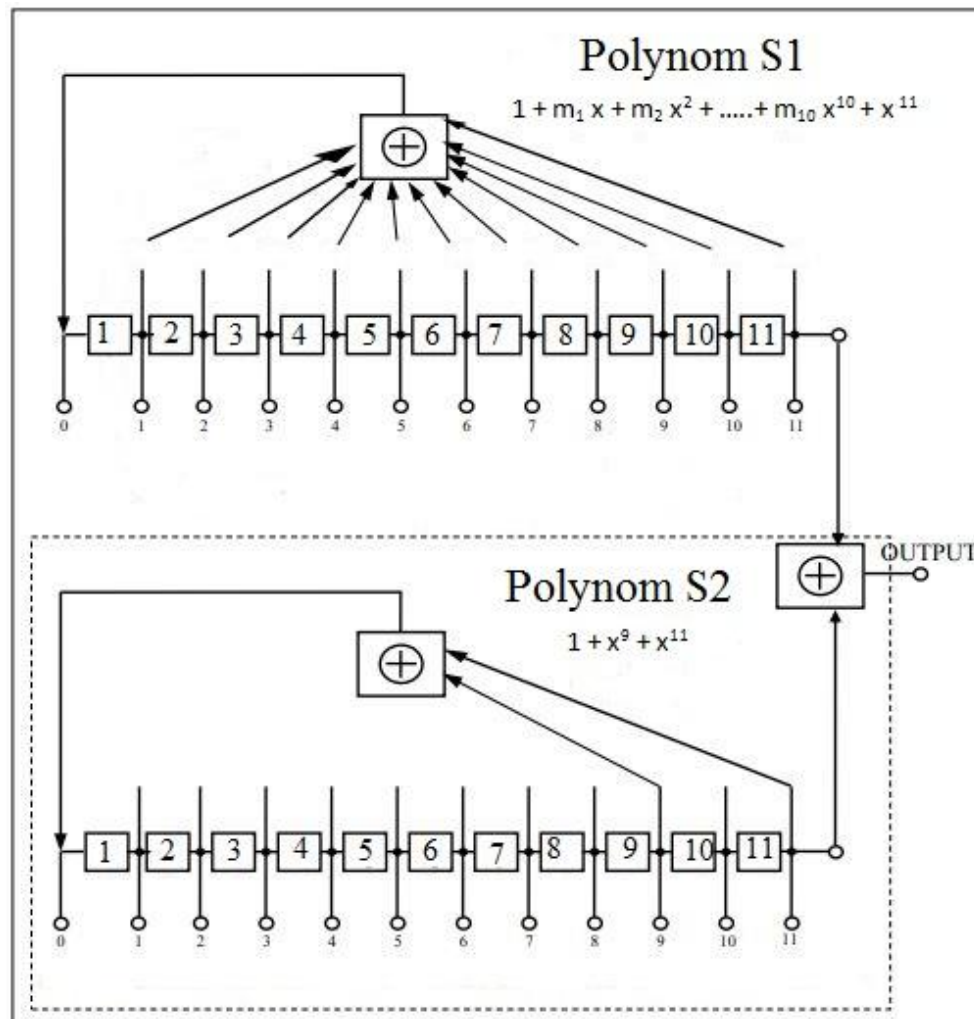 Polynom S1
1 + m₁ x + m₂ x² + ..... + m₁₀ x¹⁰ + x¹¹
1 2 3 4 5 6 7 8 9 10 11
0 1 2 3 4 5 6 7 8 9 10 11
OUTPUT
Polynom S2
1 + x⁹ + x¹¹
1 2 3 4 5 6 7 8 9 10 11
0 1 2 3 4 5 6 7 8 9 10 11